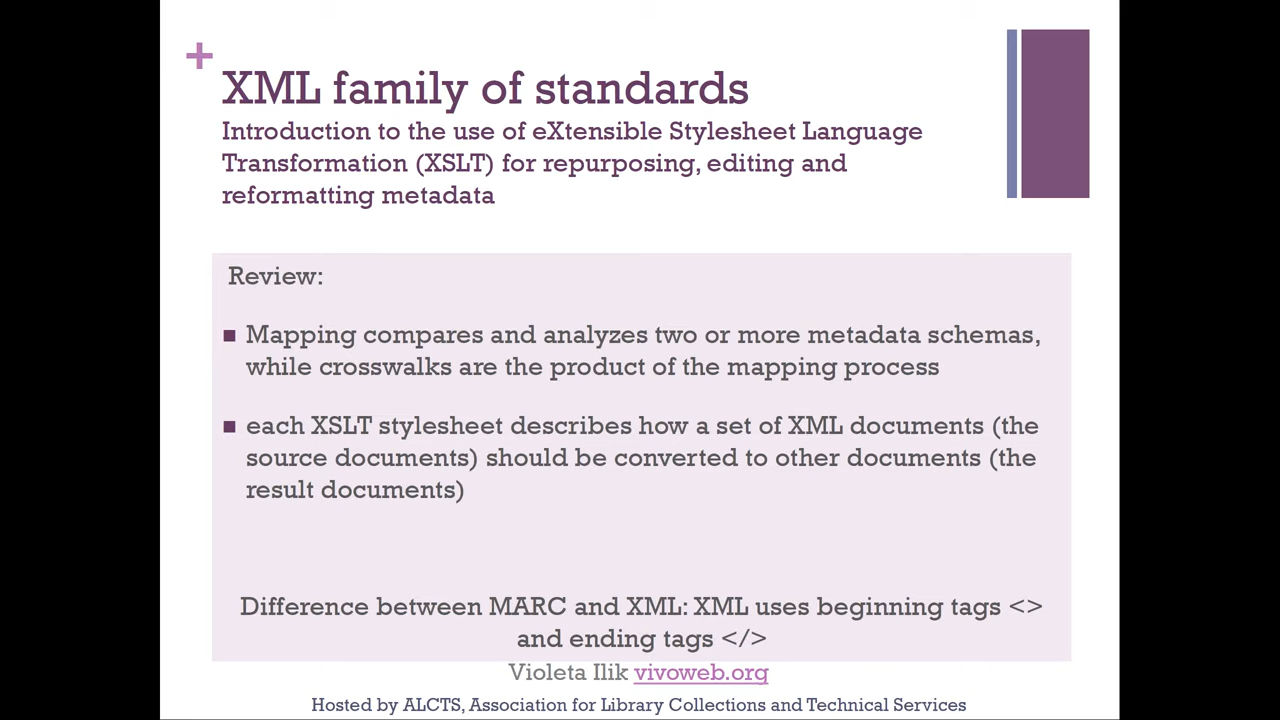 +
XML family of standards
Introduction to the use of eXtensible Stylesheet Language
Transformation (XSLT) for repurposing, editing and
reformatting metadata
Review:
■ Mapping compares and analyzes two or more metadata schemas,
while crosswalks are the product of the mapping process
■ each XSLT stylesheet describes how a set of XML documents (the
source documents) should be converted to other documents (the
result documents)
Difference between MARC and XML: XML uses beginning tags <>
and ending tags </>
Violeta Ilik vivoweb.org
Hosted by ALCTS, Association for Library Collections and Technical Services